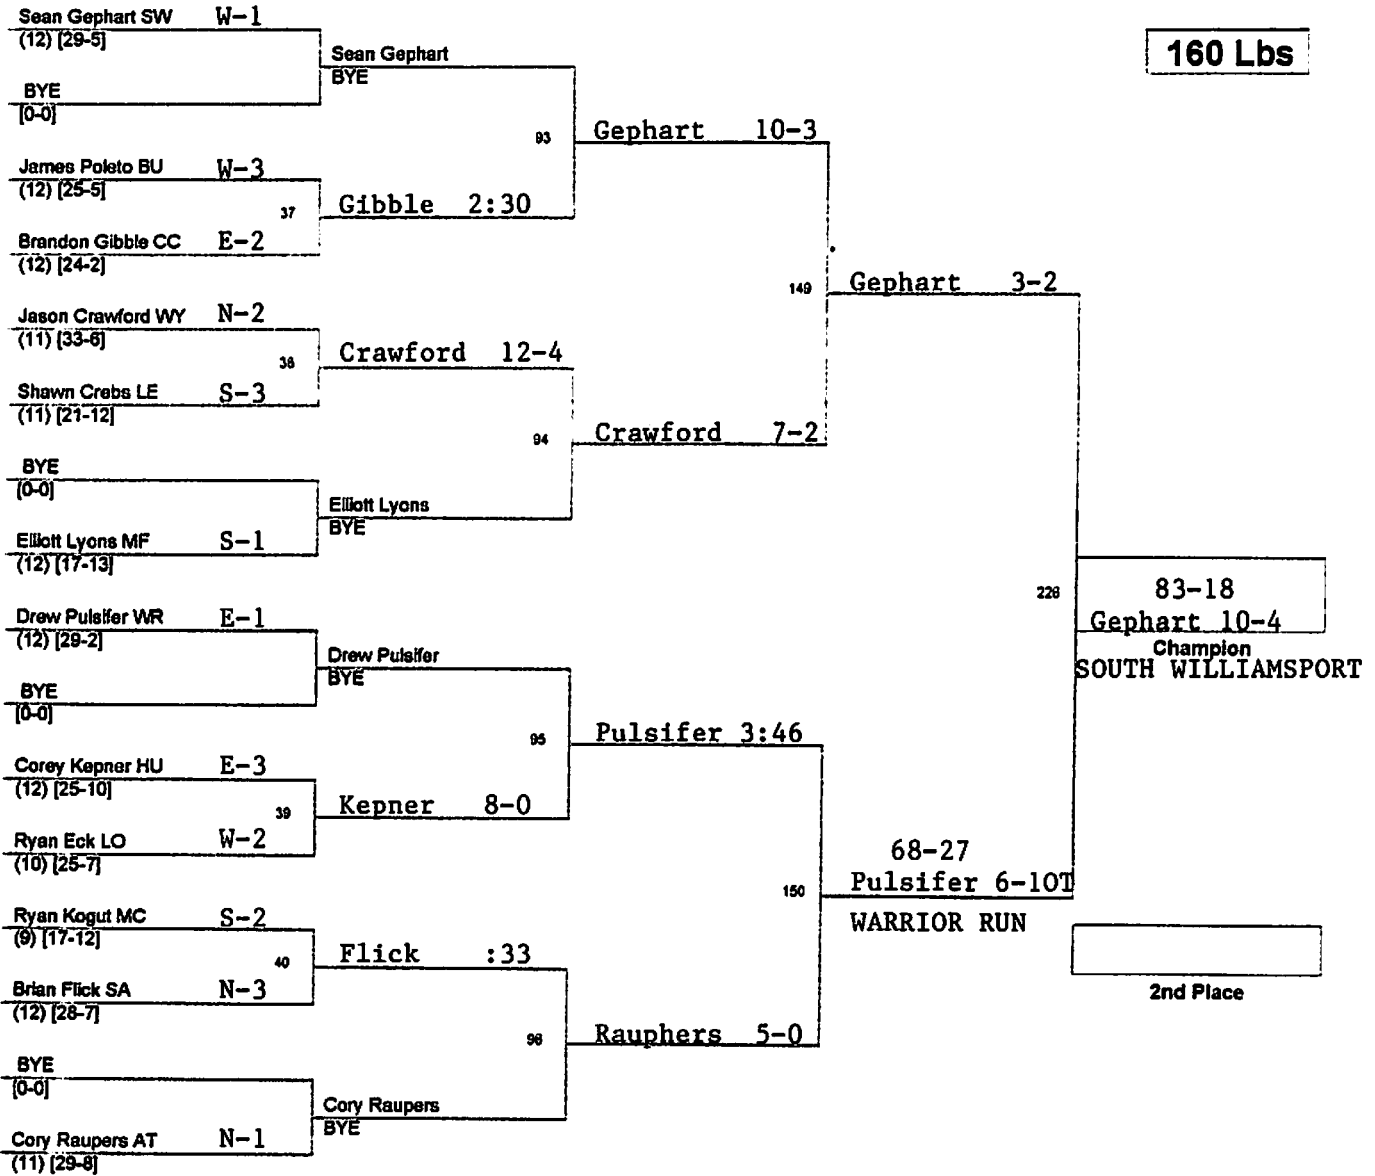 160 Lbs
Sean Gephart SW W-1
(12) [29-5]
BYE
[0-0]
James Poleto BU W-3
(12) [25-5]
Brandon Gibble CC E-2
(12) [24-2]
Jason Crawford WY N-2
(11) [33-6]
Shawn Crebs LE S-3
(11) [21-12]
BYE
[0-0]
Elliott Lyons MF S-1
(12) [17-13]
Drew Pulsifer WR E-1
(12) [29-2]
BYE
[0-0]
Corey Kepner HU E-3
(12) [25-10]
Ryan Eck LO W-2
(10) [25-7]
Ryan Kogut MC S-2
(9) [17-12]
Brian Flick SA N-3
(12) [28-7]
BYE
[0-0]
Cory Raupers AT N-1
(11) [29-8]
Sean Gephart
BYE
37
Gibble 2:30
38
Crawford 12-4
Elliott Lyons
BYE
Drew Pulsifer
BYE
39
Kepner 8-0
40
Flick :33
Cory Raupers
BYE
93
Gephart 10-3
94
Crawford 7-2
95
Pulsifer 3:46
96
Rauphers 5-0
149
Gephart 3-2
150
68-27
Pulsifer 6-1OT
WARRIOR RUN
226
83-18
Gephart 10-4
Champion
SOUTH WILLIAMSPORT
2nd Place